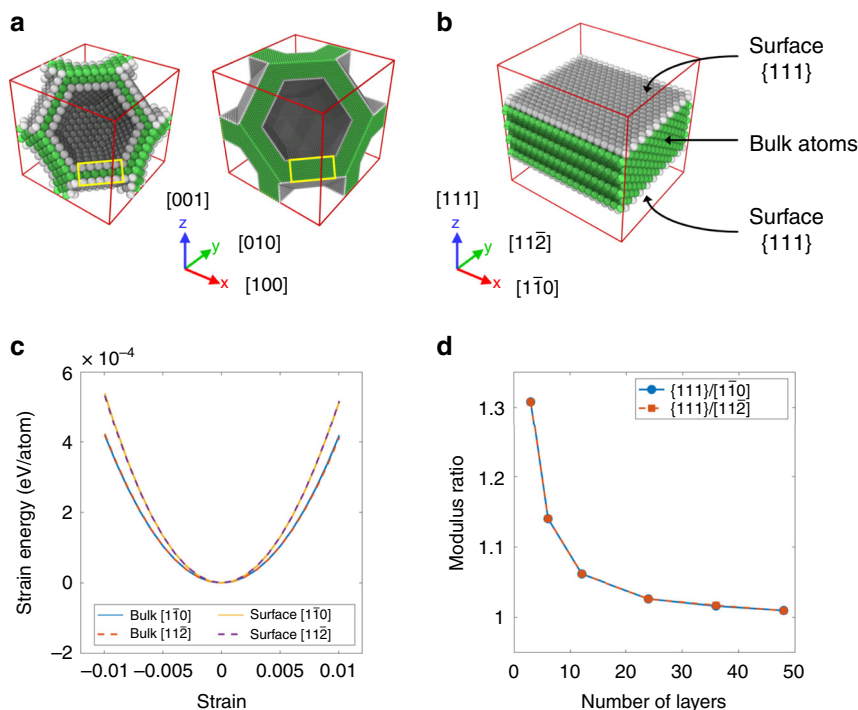 a
b
Surface
{111}
Bulk atoms
Surface
{111}
[001]
z
y
[010]
x
[100]
[111]
z
y
[112̄]
x
[11̄0]
c
d
× 10⁻⁴
6
4
2
0
−2
Strain energy (eV/atom)
−0.01
−0.005
0
0.005
0.01
Strain
Bulk [11̄0]
Surface [11̄0]
Bulk [112̄]
Surface [112̄]
{111}/[11̄0]
{111}/[112̄]
1.3
1.2
1.1
1
Modulus ratio
0
10
20
30
40
50
Number of layers